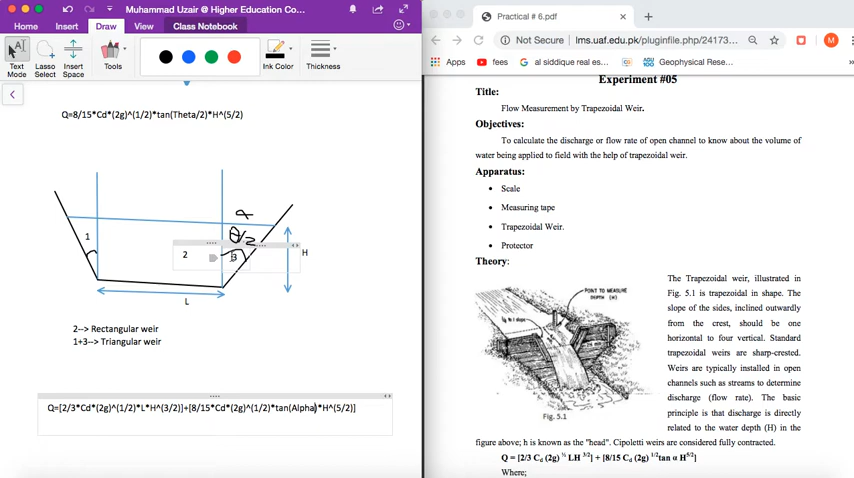 Muhammad Uzair @ Higher Education Co...
Home Insert Draw View Class Notebook
Text Mode
Lasso Select
Insert Space
Tools
Ink Color
Thickness
Q=8/15*Cd*(2g)^(1/2)*tan(Theta/2)*H^(5/2)
1
2
3
H
L
2--> Rectangular weir
1+3--> Triangular weir
Q=[2/3*Cd*(2g)^(1/2)*L*H^(3/2)]+[8/15*Cd*(2g)^(1/2)*tan(Alpha)*H^(5/2)]
Practical # 6.pdf
Not Secure | lms.uaf.edu.pk/pluginfile.php/24173...
M
Apps fees al siddique real es... Geophysical Rese...
Experiment #05
Title:
Flow Measurement by Trapezoidal Weir.
Objectives:
To calculate the discharge or flow rate of open channel to know about the volume of
water being applied to field with the help of trapezoidal weir.
Apparatus:
• Scale
• Measuring tape
• Trapezoidal Weir.
• Protector
Theory:
POINT TO MEASURE
DEPTH (H)
Fig. 5.1
The Trapezoidal weir, illustrated in
Fig. 5.1 is trapezoidal in shape. The
slope of the sides, inclined outwardly
from the crest, should be one
horizontal to four vertical. Standard
trapezoidal weirs are sharp-crested.
Weirs are typically installed in open
channels such as streams to determine
discharge (flow rate). The basic
principle is that discharge is directly
related to the water depth (H) in the
figure above; h is known as the "head". Cipoletti weirs are considered fully contracted.
Q = [2/3 Cd (2g) ½ LH 3/2] + [8/15 Cd (2g) 1/2tan α H5/2]
Where;